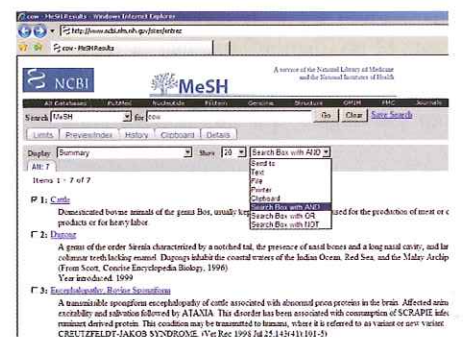 cow - MeSH Results - Windows Internet Explorer
http://www.ncbi.nlm.nih.gov/sites/entrez
cow - MeSH Results
NCBI
MeSH
A service of the National Library of Medicine
and the National Institutes of Health
All Databases PubMed Nucleotide Protein Genome Structure OMIM PMC Journals
Search MeSH for cow Go Clear Save Search
Limits Preview/Index History Clipboard Details
Display Summary Show 20 Search Box with AND
All: 7
Send to
Text
File
Printer
Clipboard
Search Box with AND
Search Box with OR
Search Box with NOT
Items 1 - 7 of 7
1: Cattle
Domesticated bovine animals of the genus Bos, usually used for the production of meat or
products or for heavy labor.
2: Dugong
A genus of the order Sirenia characterized by a notched tail, the presence of nasal bones and a long nasal cavity, and
columnar teeth lacking enamel. Dugongs inhabit the coastal waters of the Indian Ocean, Red Sea, and the Malay
(From Scott, Concise Encyclopedia Biology, 1996)
Year introduced: 1999
3: Encephalopathy, Bovine Spongiform
A transmissible spongiform encephalopathy of cattle associated with abnormal prion proteins in the brain. Affected
excitability and salivation followed by ATAXIA. This disorder has been associated with consumption of SCRAPIE
ruminant derived protein. This condition may be transmitted to humans, where it is referred to as variant or new variant
CREUTZFELDT-JAKOB SYNDROME. (Vet Rec 1998 Jul 25;143(4):101-5)